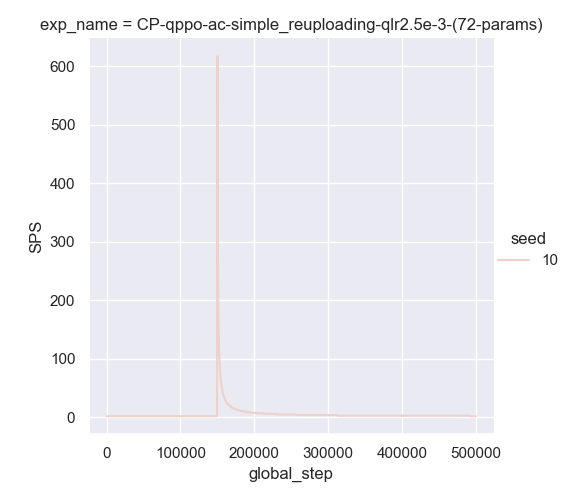 exp_name = CP-qppo-ac-simple_reuploading-qlr2.5e-3-(72-params)
600
500
400
300
200
100
0
SPS
seed
10
0 100000 200000 300000 400000 500000
global_step